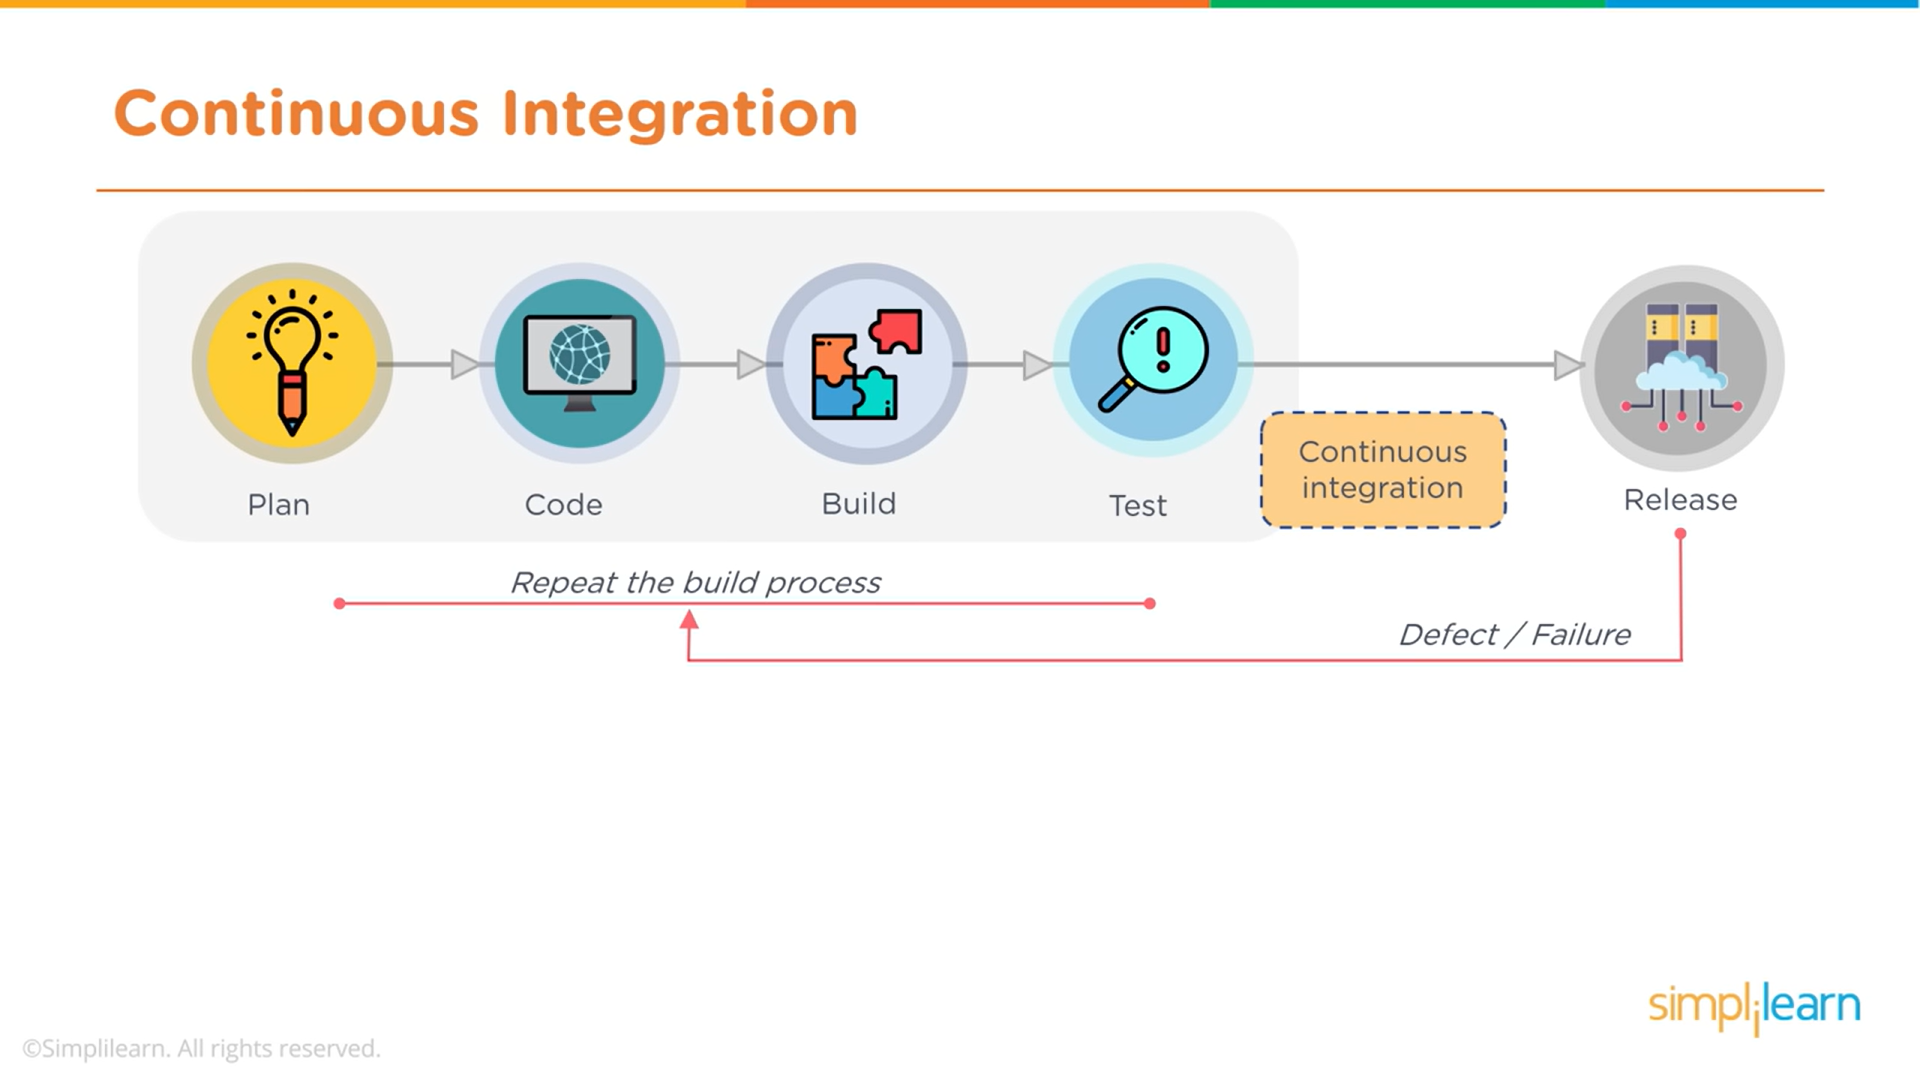 Continuous Integration
Plan
Code
Build
Test
Continuous
integration
Release
Repeat the build process
Defect / Failure
simplilearn
©Simplilearn. All rights reserved.